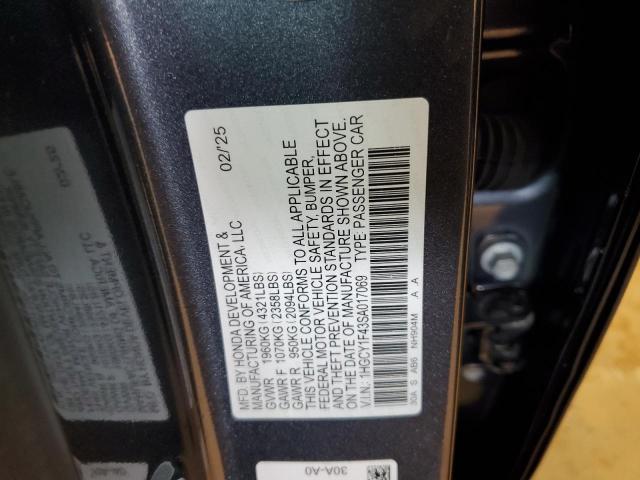 MFD. BY HONDA DEVELOPMENT &
MANUFACTURING OF AMERICA, LLC 02/'25
GVWR 1960KG(4321LBS)
GAWR F 1070KG(2358LBS)
GAWR R 950KG(2094LBS)
THIS VEHICLE CONFORMS TO ALL APPLICABLE
FEDERAL MOTOR VEHICLE SAFETY, BUMPER,
AND THEFT PREVENTION STANDARDS IN EFFECT
ON THE DATE OF MANUFACTURE SHOWN ABOVE.
V.I.N.: 1HGCY1F43SA017069 TYPE: PASSENGER CAR
30A S AB6 NH904M A A
30A-A0